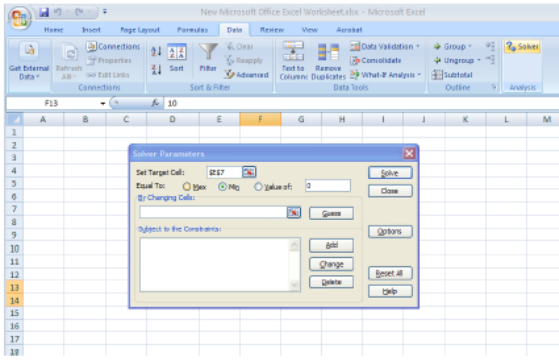 New Microsoft Office Excel Worksheet.xlsx - Microsoft Excel
Home Insert Page Layout Formulas Data Review View Acrobat
Get External Data
Refresh All
Connections
Properties
Edit Links
Connections
Sort
Filter
Clear
Reapply
Advanced
Sort & Filter
Text to Columns
Remove Duplicates
Data Validation
Consolidate
What-If Analysis
Data Tools
Group
Ungroup
Subtotal
Outline
Solver
Analysis
F13 fx 10
A B C D E F G H I J K L M
1
2
3
4
5
6
7
8
9
10
11
12
13
14
15
16
17
18
Solver Parameters
Set Target Cell:
Solve
Equal To: Max Min Value of: 0
Close
By Changing Cells:
Guess
Subject to the Constraints:
Options
Add
Change
Reset All
Delete
Help